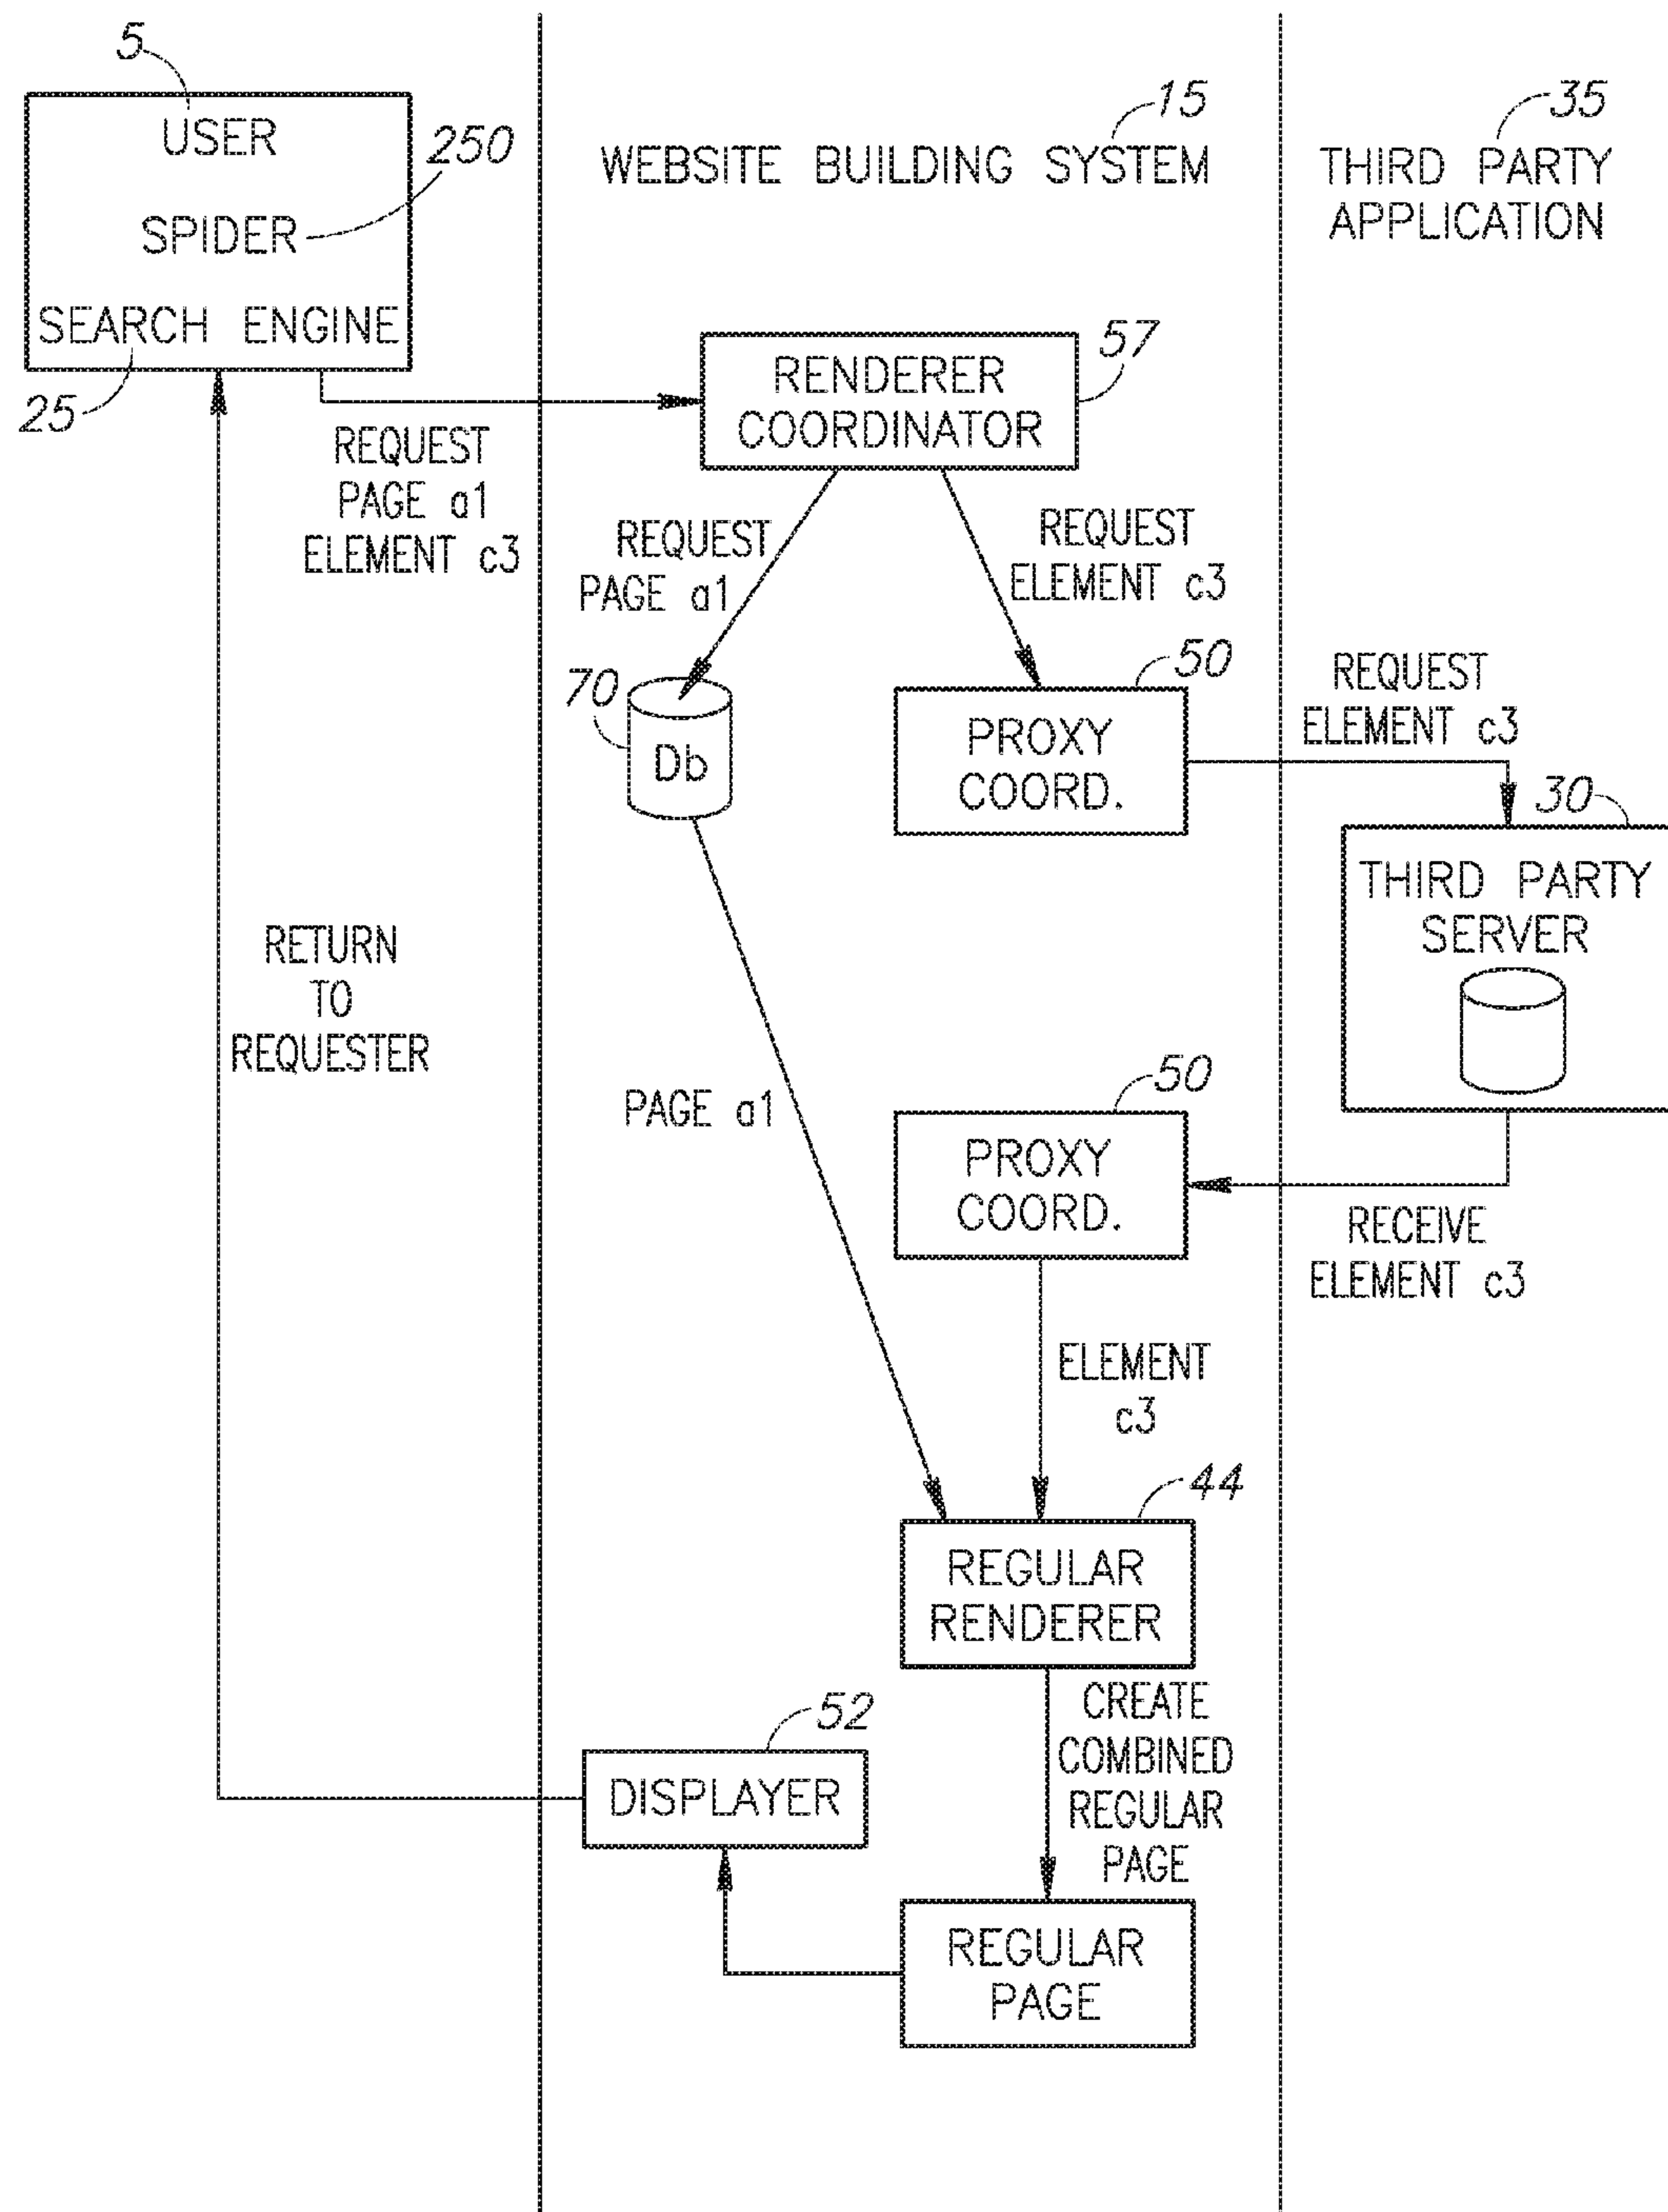 5
USER
250
SPIDER
SEARCH ENGINE
25
15
WEBSITE BUILDING SYSTEM
35
THIRD PARTY
APPLICATION
57
RENDERER
COORDINATOR
REQUEST
PAGE a1
ELEMENT c3
REQUEST
PAGE a1
REQUEST
ELEMENT c3
70
Db
50
PROXY
COORD.
REQUEST
ELEMENT c3
30
THIRD PARTY
SERVER
RETURN
TO
REQUESTER
PAGE a1
50
PROXY
COORD.
RECEIVE
ELEMENT c3
ELEMENT
c3
44
REGULAR
RENDERER
CREATE
COMBINED
REGULAR
PAGE
52
DISPLAYER
REGULAR
PAGE